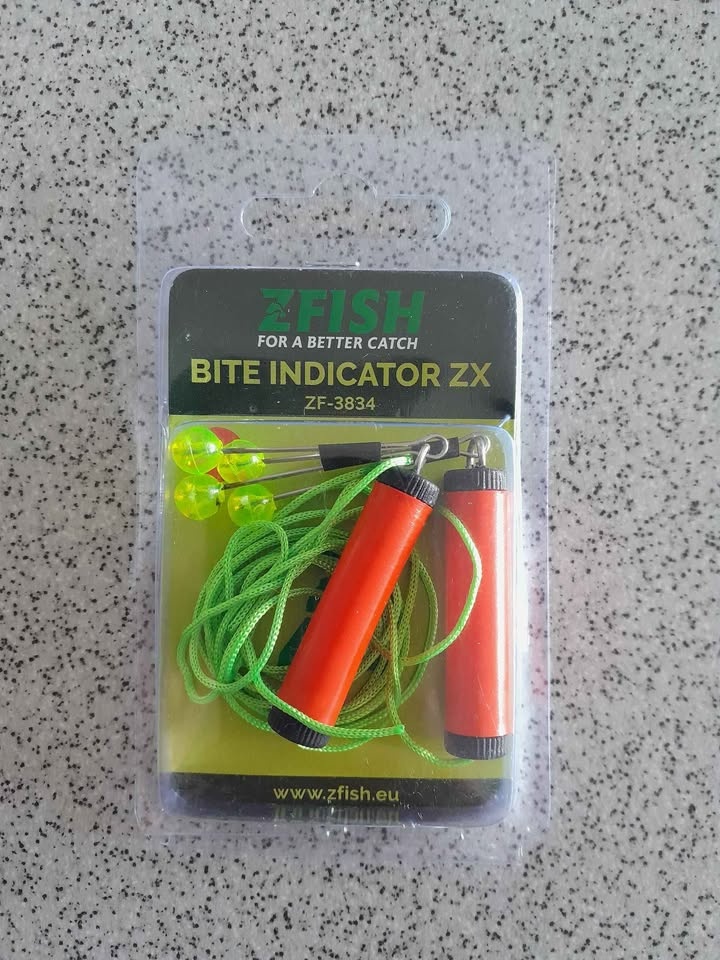 ZFISH
FOR A BETTER CATCH
BITE INDICATOR ZX
ZF-3834
www.zfish.eu